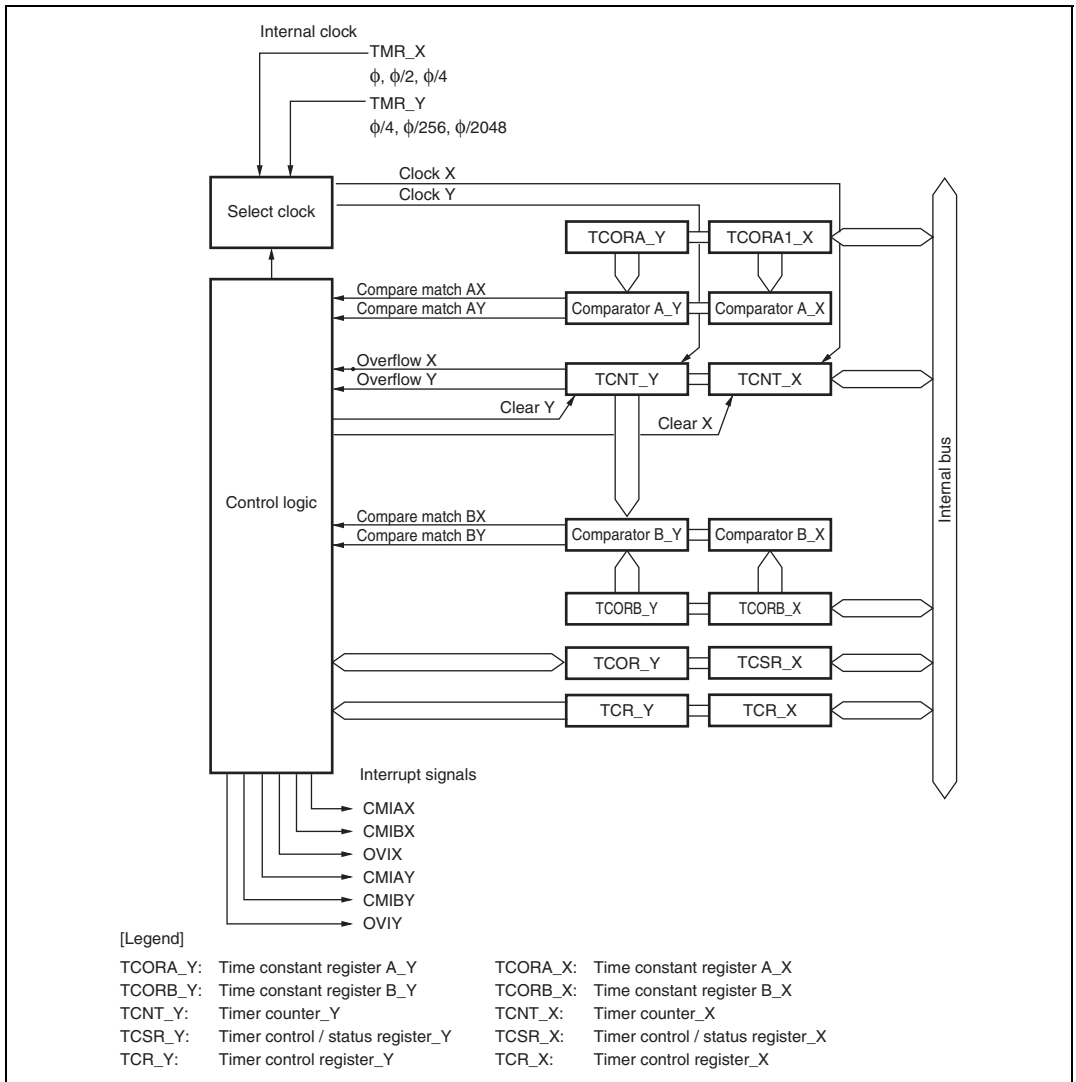 Internal clock
TMR_X
ϕ, ϕ/2, ϕ/4
TMR_Y
ϕ/4, ϕ/256, ϕ/2048
Clock X
Clock Y
Select clock
TCORA_Y
TCORA1_X
Compare match AX
Compare match AY
Comparator A_Y
Comparator A_X
Overflow X
Overflow Y
TCNT_Y
TCNT_X
Clear Y
Clear X
Control logic
Internal bus
Compare match BX
Compare match BY
Comparator B_Y
Comparator B_X
TCORB_Y
TCORB_X
TCOR_Y
TCSR_X
TCR_Y
TCR_X
Interrupt signals
CMIAX
CMIBX
OVIX
CMIAY
CMIBY
OVIY
[Legend]
TCORA_Y: Time constant register A_Y
TCORB_Y: Time constant register B_Y
TCNT_Y: Timer counter_Y
TCSR_Y: Timer control / status register_Y
TCR_Y: Timer control register_Y
TCORA_X: Time constant register A_X
TCORB_X: Time constant register B_X
TCNT_X: Timer counter_X
TCSR_X: Timer control / status register_X
TCR_X: Timer control register_X